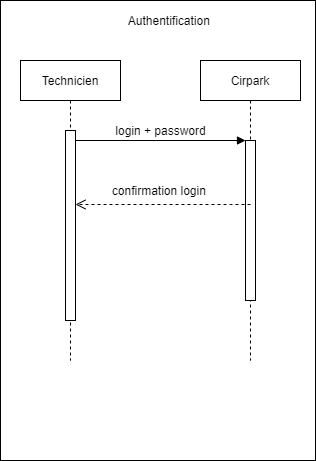 Authentification
Technicien
Cirpark
login + password
confirmation login